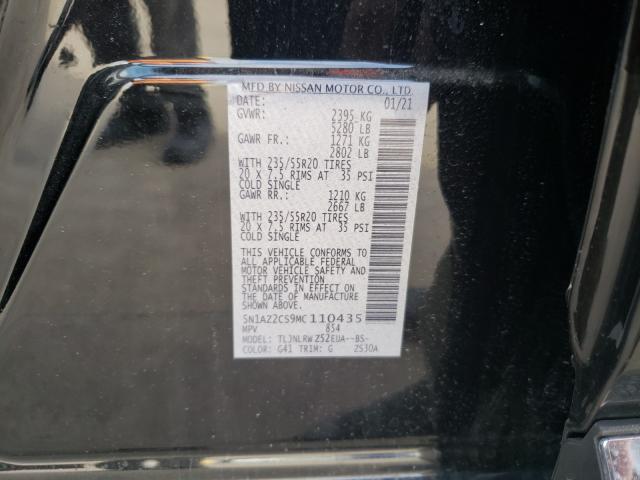 MFD BY NISSAN MOTOR CO., LTD.
DATE: 01/21
GVWR: 2395 KG
5280 LB
GAWR FR.: 1271 KG
2802 LB
WITH 235/55R20 TIRES
20 X 7.5 RIMS AT 35 PSI
COLD SINGLE
GAWR RR.: 1210 KG
2667 LB
WITH 235/55R20 TIRES
20 X 7.5 RIMS AT 35 PSI
COLD SINGLE
THIS VEHICLE CONFORMS TO
ALL APPLICABLE FEDERAL
MOTOR VEHICLE SAFETY AND
THEFT PREVENTION
STANDARDS IN EFFECT ON
THE DATE OF MANUFACTURE
SHOWN ABOVE.
5N1AZ2CS9MC110435
MPV 854
MODEL: TLJNLRWZ52EUA--BS-
COLOR: G41 TRIM: G ZS30A